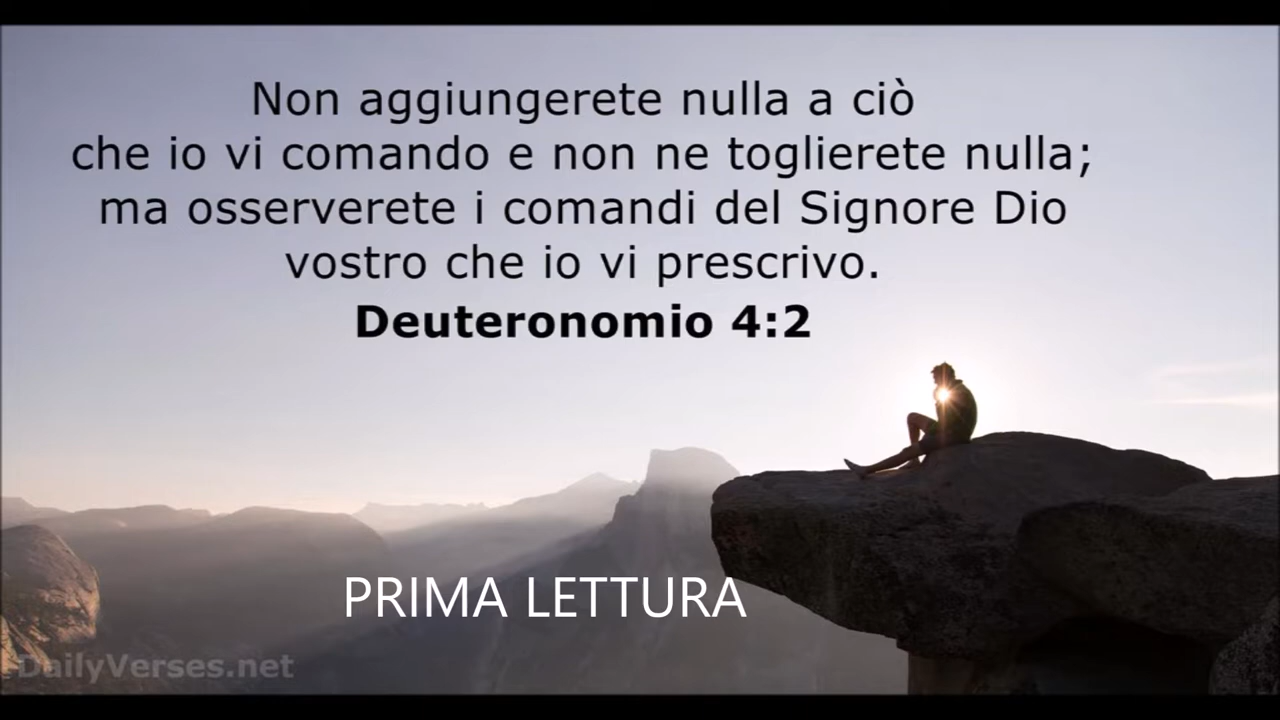 Non aggiungerete nulla a ciò
che io vi comando e non ne toglierete nulla;
ma osserverete i comandi del Signore Dio
vostro che io vi prescrivo.
Deuteronomio 4:2
PRIMA LETTURA
DailyVerses.net